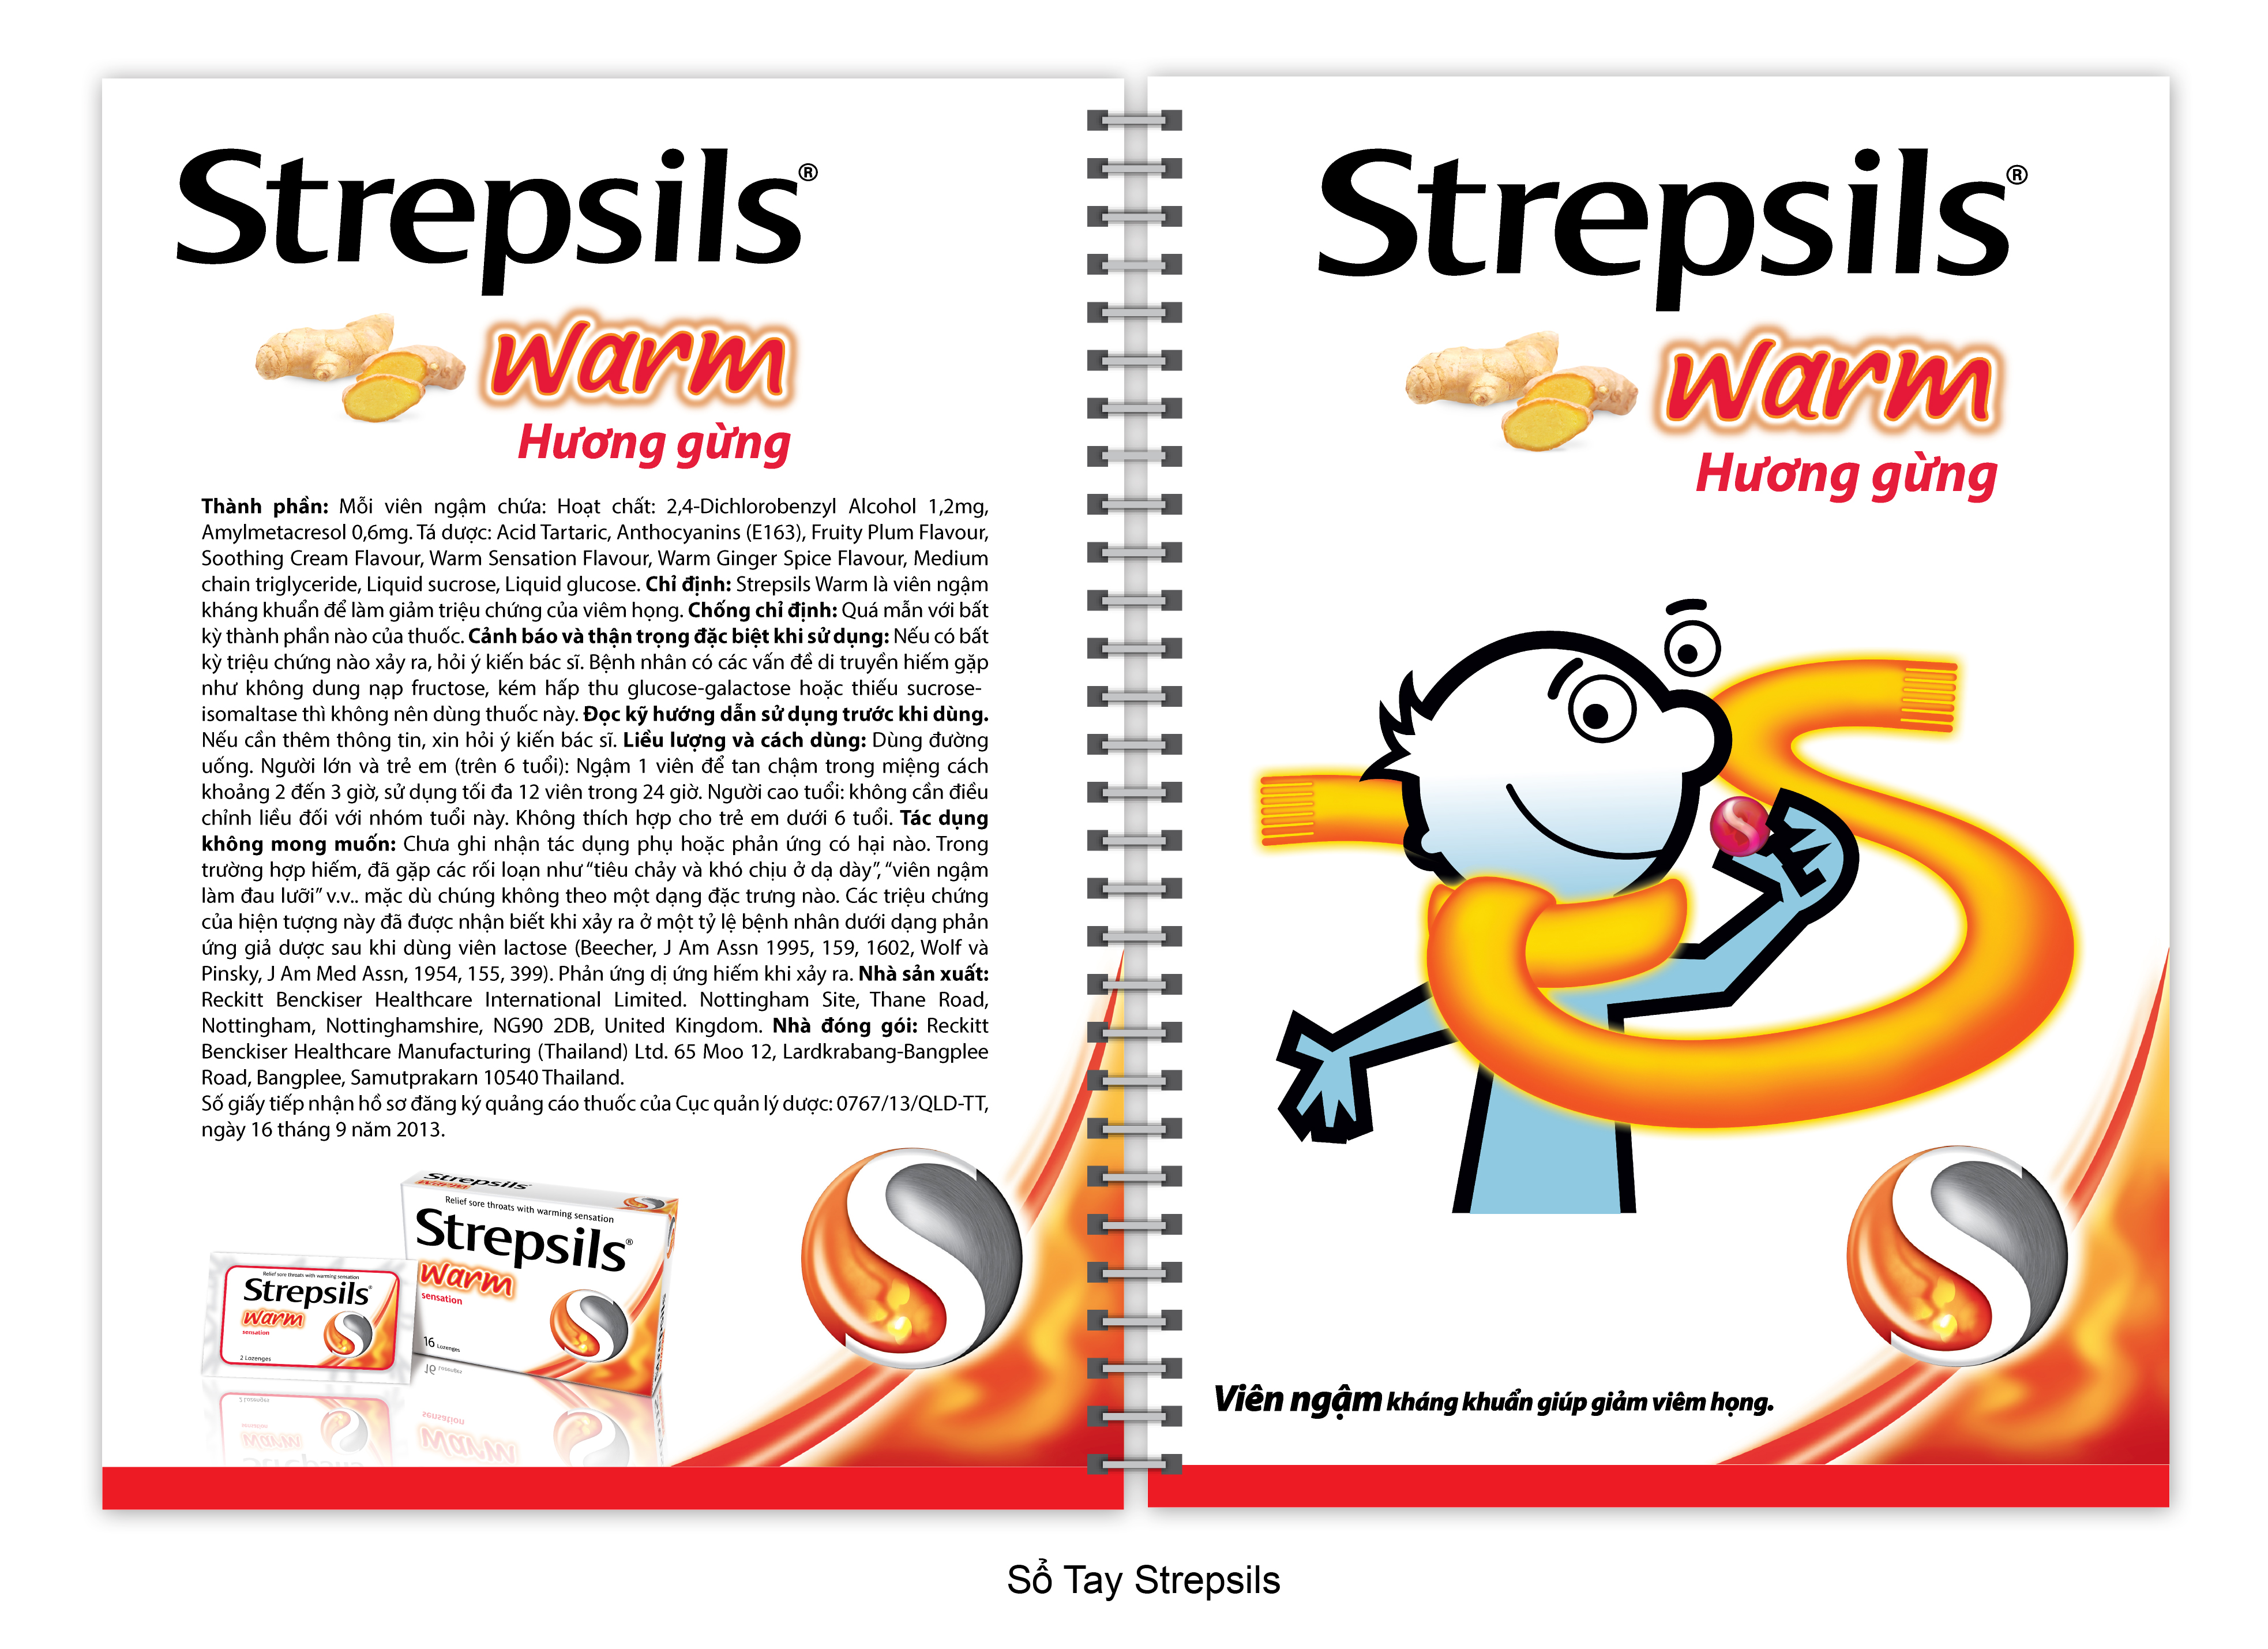 Strepsils®
warm
Hương gừng
Thành phần: Mỗi viên ngậm chứa: Hoạt chất: 2,4-Dichlorobenzyl Alcohol 1,2mg,
Amylmetacresol 0,6mg. Tá dược: Acid Tartaric, Anthocyanins (E163), Fruity Plum Flavour,
Soothing Cream Flavour, Warm Sensation Flavour, Warm Ginger Spice Flavour, Medium
chain triglyceride, Liquid sucrose, Liquid glucose. Chỉ định: Strepsils Warm là viên ngậm
kháng khuẩn để làm giảm triệu chứng của viêm họng. Chống chỉ định: Quá mẫn với bất
kỳ thành phần nào của thuốc. Cảnh báo và thận trọng đặc biệt khi sử dụng: Nếu có bất
kỳ triệu chứng nào xảy ra, hỏi ý kiến bác sĩ. Bệnh nhân có các vấn đề di truyền hiếm gặp
như không dung nạp fructose, kém hấp thu glucose-galactose hoặc thiếu sucrose-
isomaltase thì không nên dùng thuốc này. Đọc kỹ hướng dẫn sử dụng trước khi dùng.
Nếu cần thêm thông tin, xin hỏi ý kiến bác sĩ. Liều lượng và cách dùng: Dùng đường
uống. Người lớn và trẻ em (trên 6 tuổi): Ngậm 1 viên để tan chậm trong miệng cách
khoảng 2 đến 3 giờ, sử dụng tối đa 12 viên trong 24 giờ. Người cao tuổi: không cần điều
chỉnh liều đối với nhóm tuổi này. Không thích hợp cho trẻ em dưới 6 tuổi. Tác dụng
không mong muốn: Chưa ghi nhận tác dụng phụ hoặc phản ứng có hại nào. Trong
trường hợp hiếm, đã gặp các rối loạn như “tiêu chảy và khó chịu ở dạ dày”, “viên ngậm
làm đau lưỡi” v.v.. mặc dù chúng không theo một dạng đặc trưng nào. Các triệu chứng
của hiện tượng này đã được nhận biết khi xảy ra ở một tỷ lệ bệnh nhân dưới dạng phản
ứng giả dược sau khi dùng viên lactose (Beecher, J Am Assn 1995, 159, 1602, Wolf và
Pinsky, J Am Med Assn, 1954, 155, 399). Phản ứng dị ứng hiếm khi xảy ra. Nhà sản xuất:
Reckitt Benckiser Healthcare International Limited. Nottingham Site, Thane Road,
Nottingham, Nottinghamshire, NG90 2DB, United Kingdom. Nhà đóng gói: Reckitt
Benckiser Healthcare Manufacturing (Thailand) Ltd. 65 Moo 12, Lardkrabang-Bangplee
Road, Bangplee, Samutprakarn 10540 Thailand.
Số giấy tiếp nhận hồ sơ đăng ký quảng cáo thuốc của Cục quản lý dược: 0767/13/QLD-TT,
ngày 16 tháng 9 năm 2013.
Strepsils
warm
Relief sore throats with warming sensation
Strepsils®
warm
sensation
16 Lozenges
Relief sore throats with warming sensation
Strepsils®
warm
sensation
2 Lozenges
Strepsils®
warm
Hương gừng
Viên ngậm kháng khuẩn giúp giảm viêm họng.
Sổ Tay Strepsils